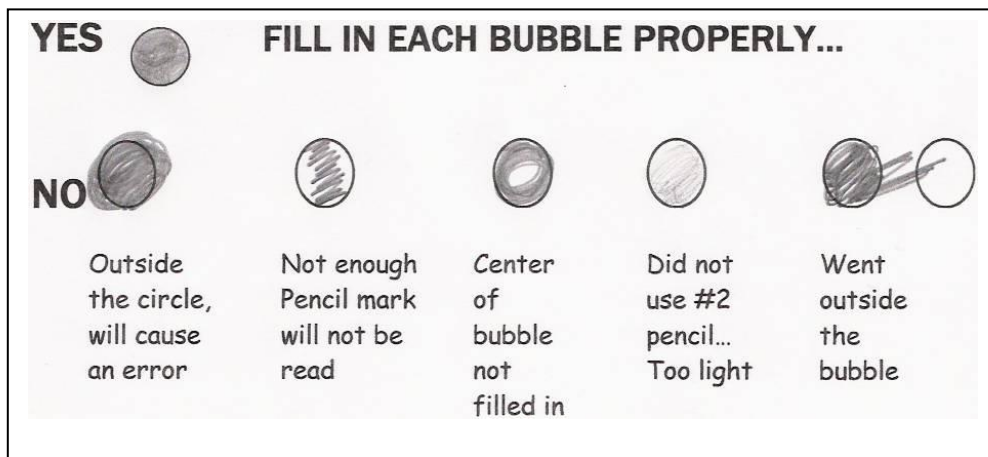 YES FILL IN EACH BUBBLE PROPERLY...
NO
Outside
the circle,
will cause
an error
Not enough
Pencil mark
will not be
read
Center
of
bubble
not
filled in
Did not
use #2
pencil...
Too light
Went
outside
the
bubble